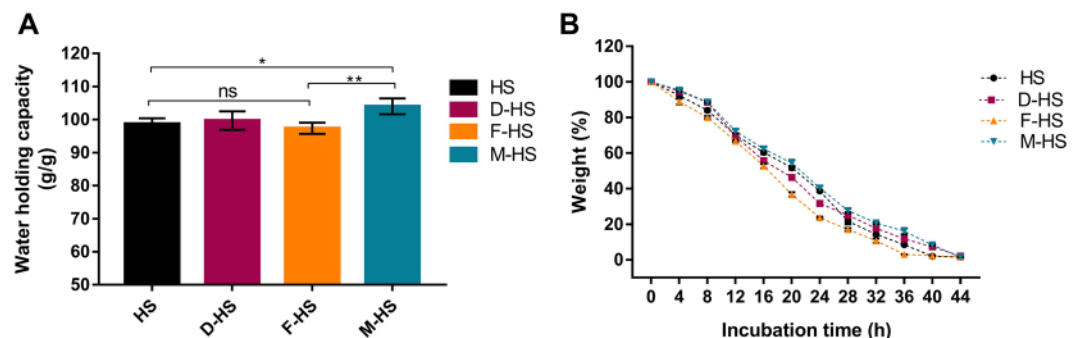 A
Water holding capacity
(g/g)
120
110
100
90
80
70
60
50
*
**
ns
HS
D-HS
F-HS
M-HS
HS
D-HS
F-HS
M-HS
B
Weight (%)
120
100
80
60
40
20
0
0 4 8 12 16 20 24 28 32 36 40 44
Incubation time (h)
HS
D-HS
F-HS
M-HS